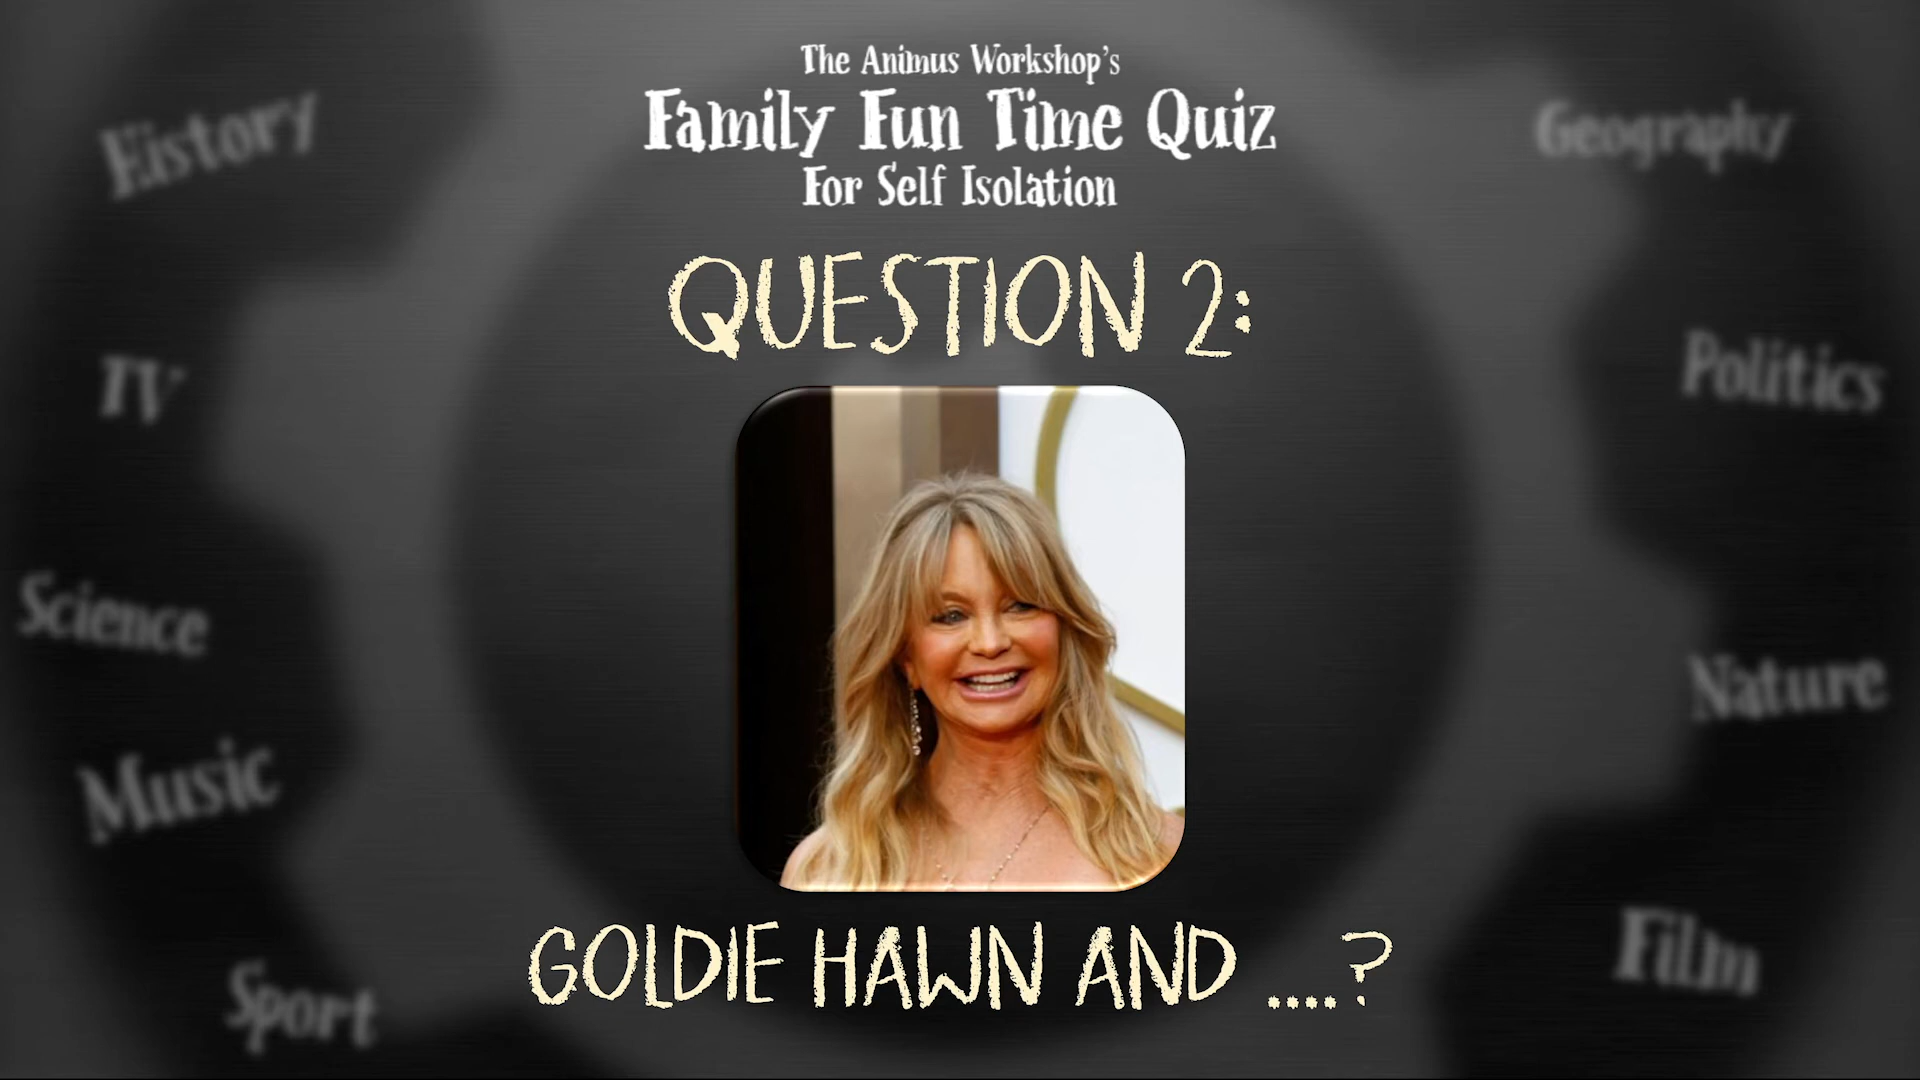 The Animus Workshop's
Family Fun Time Quiz
For Self Isolation
QUESTION 2:
GOLDIE HAWN AND ....?
History
TV
Science
Music
Sport
Geography
Politics
Nature
Film